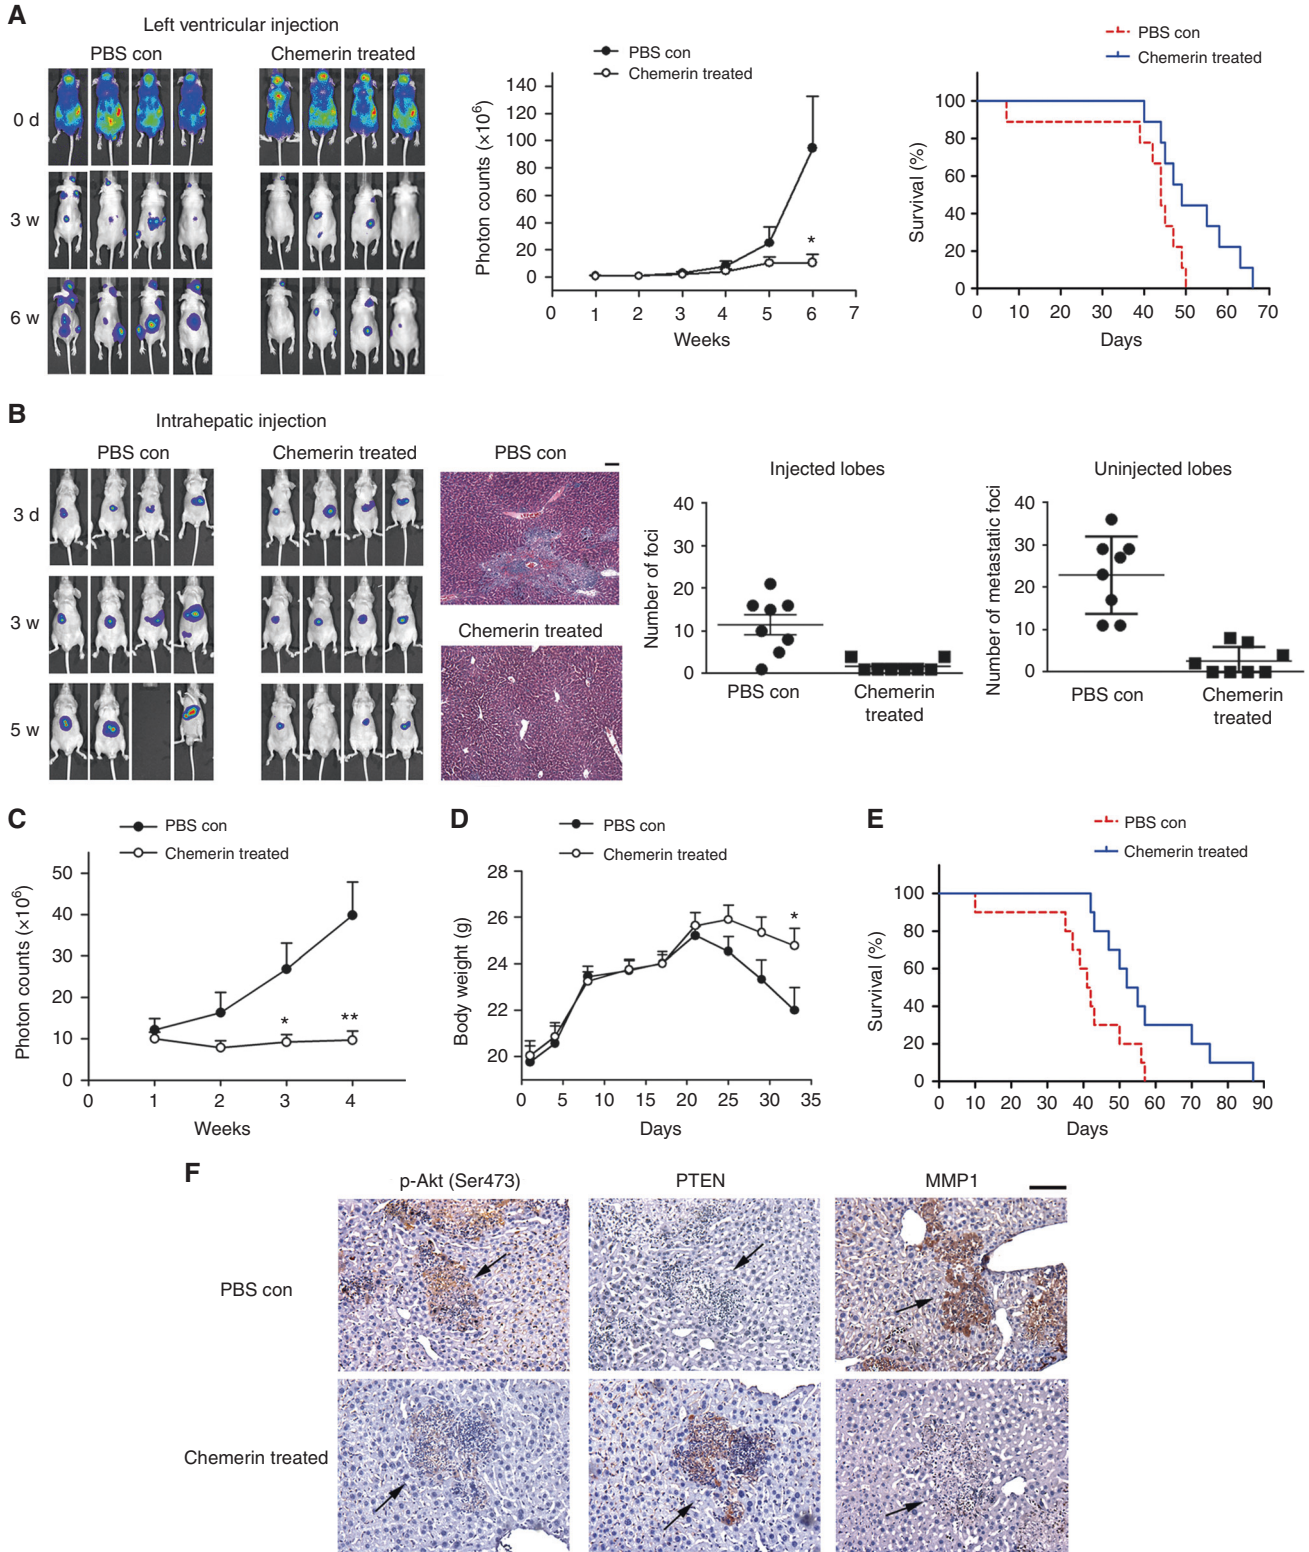 A
Left ventricular injection
PBS con
Chemerin treated
0 d
3 w
6 w
PBS con
Chemerin treated
Photon counts (×10⁶)
140
120
100
80
60
40
20
0
*
0 1 2 3 4 5 6 7
Weeks
PBS con
Chemerin treated
Survival (%)
100
80
60
40
20
0
0 10 20 30 40 50 60 70
Days
B
Intrahepatic injection
PBS con
Chemerin treated
3 d
3 w
5 w
PBS con
Chemerin treated
Injected lobes
Number of foci
40
30
20
10
0
PBS con
Chemerin
treated
Uninjected lobes
Number of metastatic foci
40
30
20
10
0
PBS con
Chemerin
treated
C
PBS con
Chemerin treated
Photon counts (×10⁶)
50
40
30
20
10
0
*
**
0 1 2 3 4
Weeks
D
PBS con
Chemerin treated
Body weight (g)
28
26
24
22
20
*
0 5 10 15 20 25 30 35
Days
E
PBS con
Chemerin treated
Survival (%)
100
80
60
40
20
0
0 10 20 30 40 50 60 70 80 90
Days
F
p-Akt (Ser473)
PTEN
MMP1
PBS con
Chemerin treated